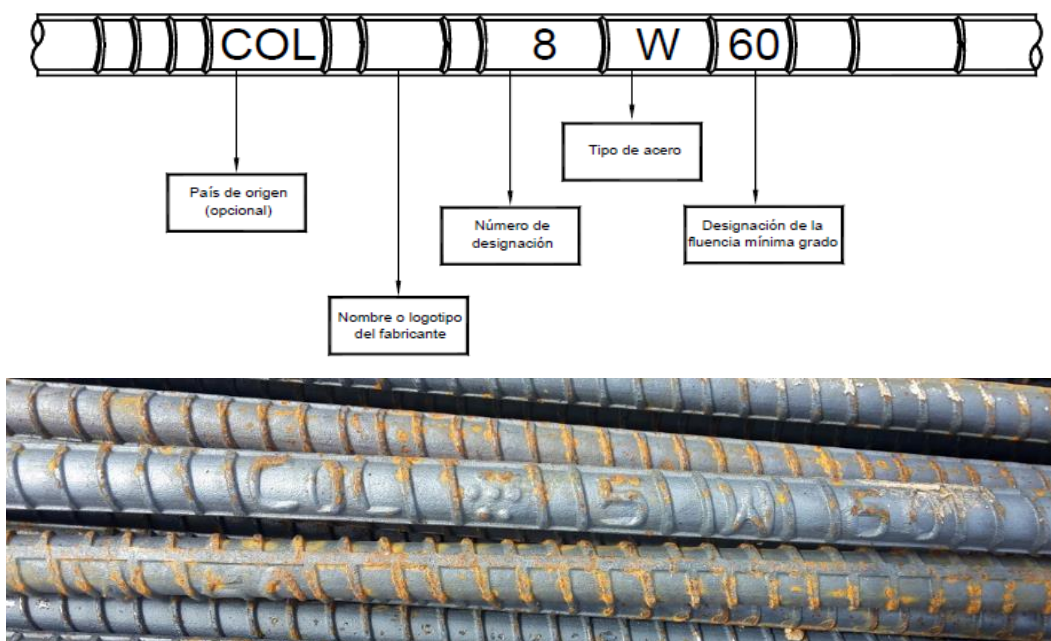 COL 8 W 60
Tipo de acero
País de origen
(opcional)
Número de
designación
Designación de la
fluencia mínima grado
Nombre o logotipo
del fabricante
COL 5